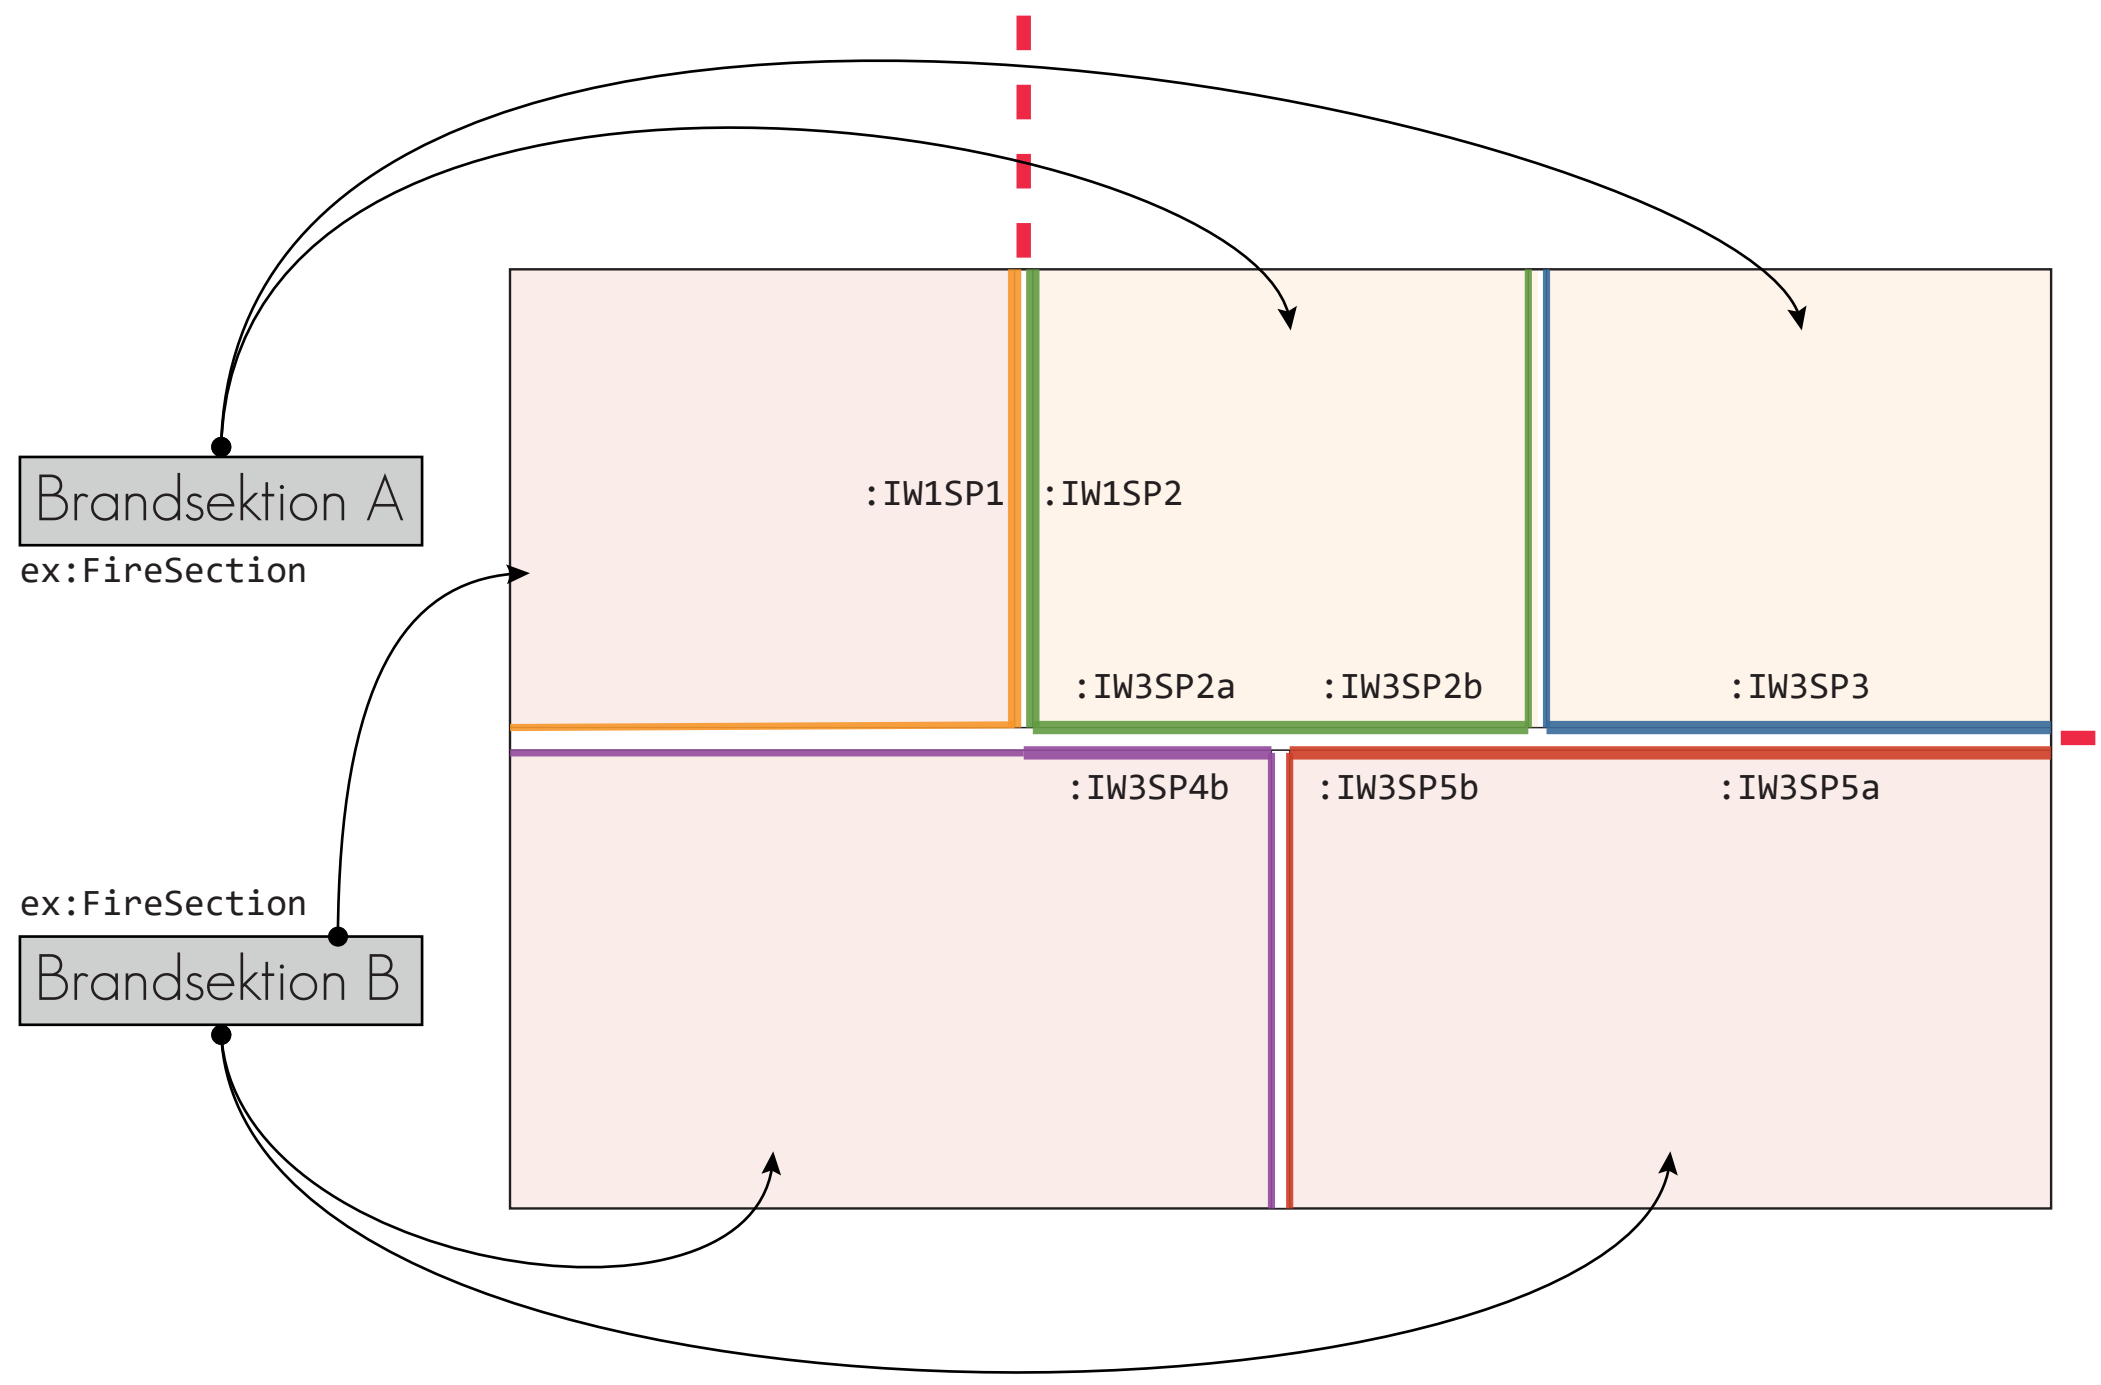 :IW1SP1
:IW1SP2
Brandsektion A
ex:FireSection
:IW3SP2a
:IW3SP2b
:IW3SP3
:IW3SP4b
:IW3SP5b
:IW3SP5a
ex:FireSection
Brandsektion B